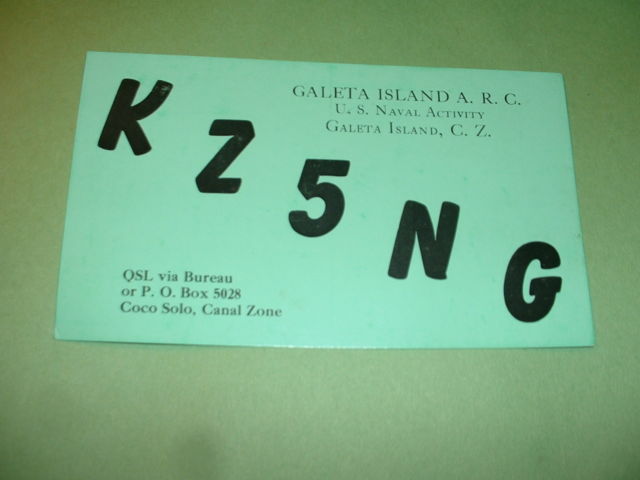 GALETA ISLAND A. R. C.
U. S. NAVAL ACTIVITY
GALETA ISLAND, C. Z.
KZ5NG
QSL via Bureau
or P. O. Box 5028
Coco Solo, Canal Zone